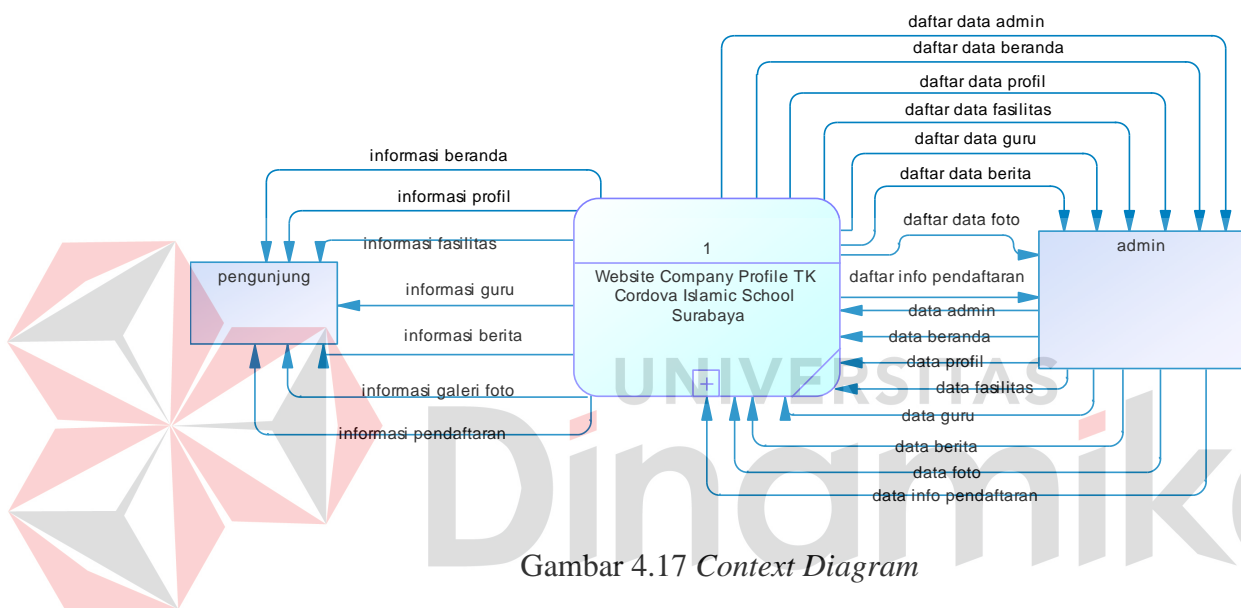 daftar data admin
daftar data beranda
daftar data profil
daftar data fasilitas
daftar data guru
daftar data berita
daftar data foto
daftar info pendaftaran
informasi beranda
informasi profil
informasi fasilitas
informasi guru
informasi berita
informasi galeri foto
informasi pendaftaran
pengunjung
1
Website Company Profile TK
Cordova Islamic School
Surabaya
admin
data admin
data beranda
data profil
data fasilitas
data guru
data berita
data foto
data info pendaftaran
UNIVERSITAS
Dinamika
Gambar 4.17 Context Diagram